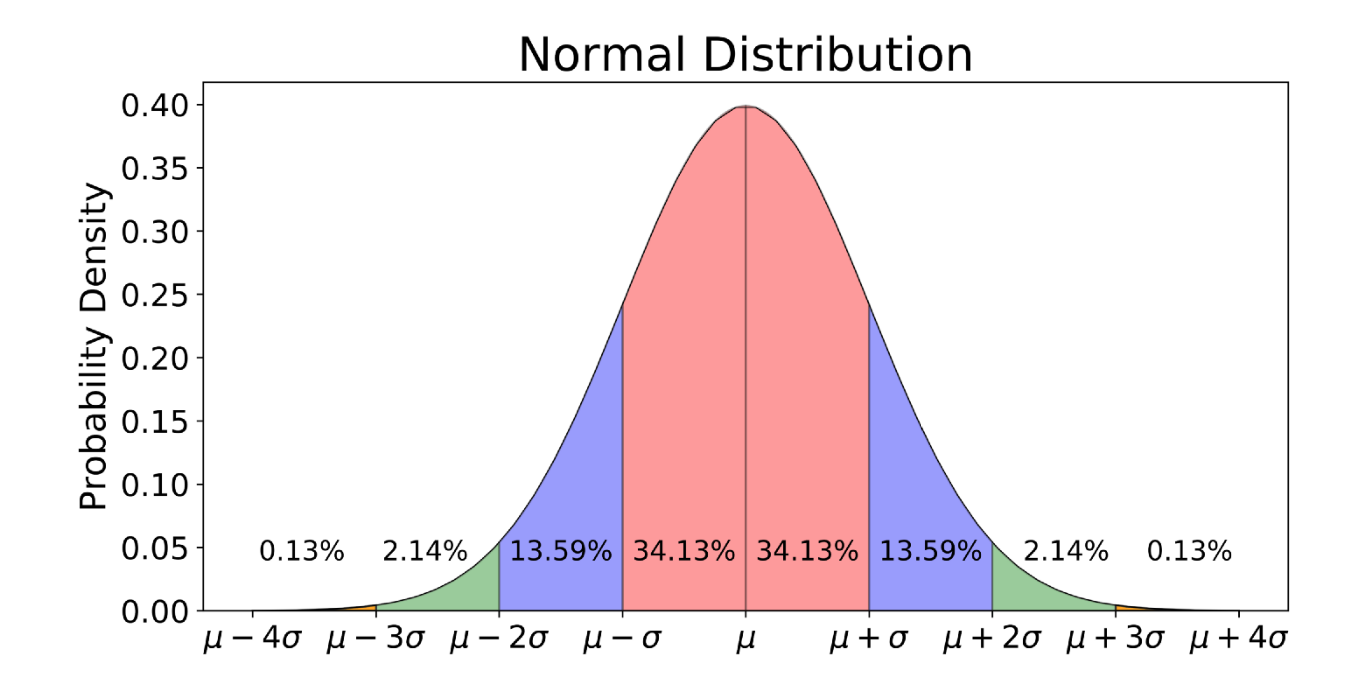 Normal Distribution
Probability Density
0.40
0.35
0.30
0.25
0.20
0.15
0.10
0.05
0.00
0.13% 2.14% 13.59% 34.13% 34.13% 13.59% 2.14% 0.13%
μ − 4σ μ − 3σ μ − 2σ μ − σ μ μ + σ μ + 2σ μ + 3σ μ + 4σ